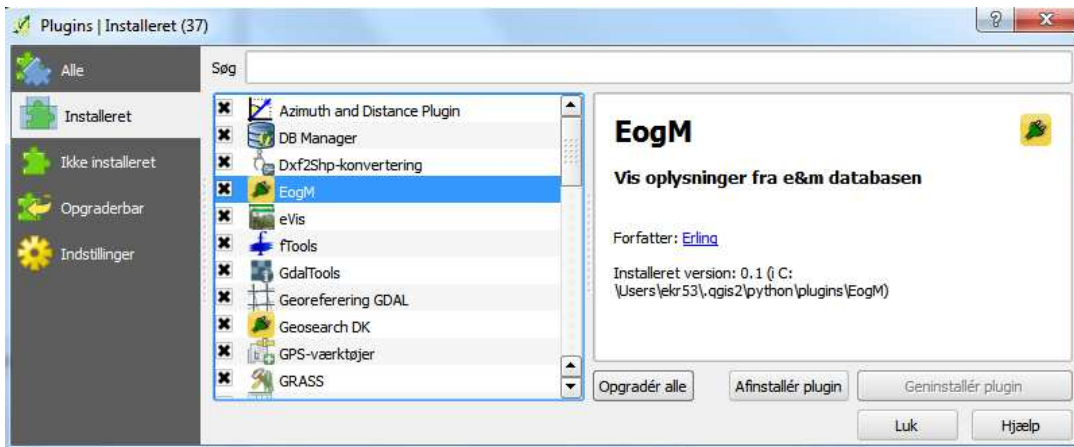 Plugins | Installeret (37)
Alle
Installeret
Ikke installeret
Opgraderbar
Indstillinger
Søg
Azimuth and Distance Plugin
DB Manager
Dxf2Shp-konvertering
EogM
eVis
fTools
GdalTools
Georeferering GDAL
Geosearch DK
GPS-værktøjer
GRASS
EogM
Vis oplysninger fra e&m databasen
Forfatter: Erling
Installeret version: 0.1 (i C:
\Users\ekr53\.qgis2\python\plugins\EogM)
Opgradér alle
Afinstallér plugin
Geninstallér plugin
Luk
Hjælp